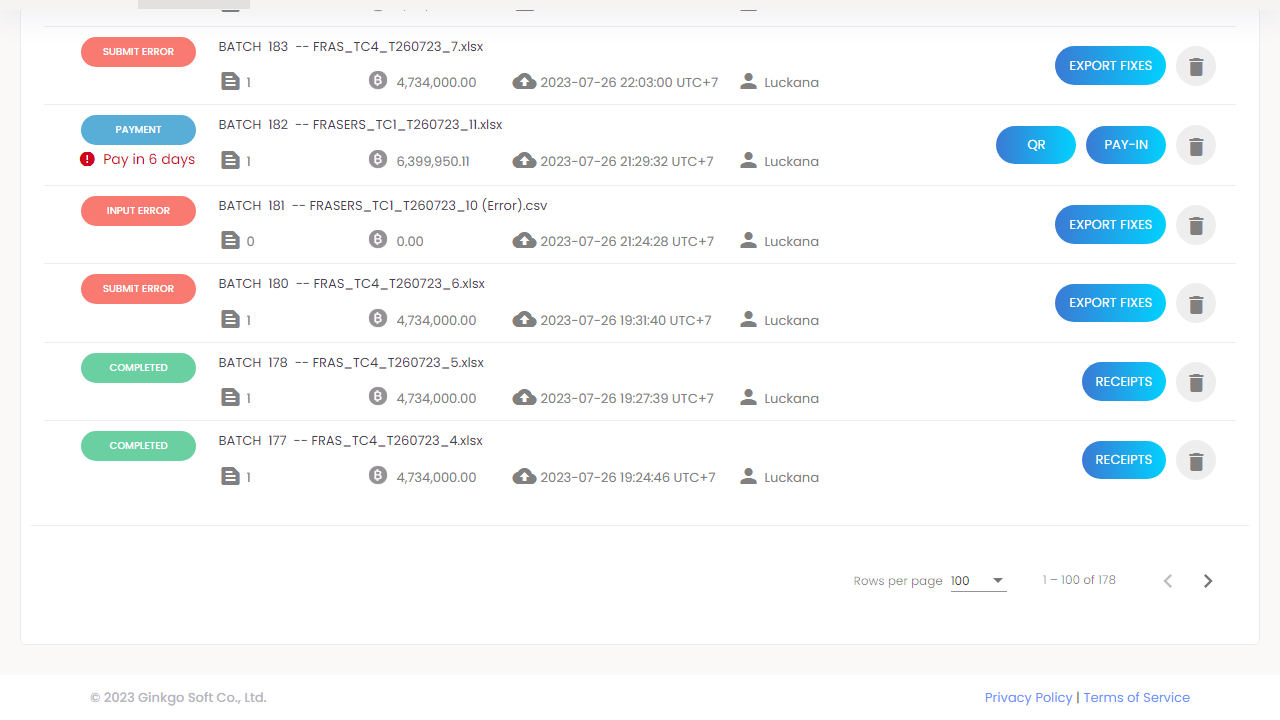 SUBMIT ERROR
BATCH 183 -- FRAS_TC4_T260723_7.xlsx
1
4,734,000.00
2023-07-26 22:03:00 UTC+7
Luckana
EXPORT FIXES
PAYMENT
BATCH 182 -- FRASERS_TC1_T260723_11.xlsx
Pay in 6 days
1
6,399,950.11
2023-07-26 21:29:32 UTC+7
Luckana
QR
PAY-IN
INPUT ERROR
BATCH 181 -- FRASERS_TC1_T260723_10 (Error).csv
0
0.00
2023-07-26 21:24:28 UTC+7
Luckana
EXPORT FIXES
SUBMIT ERROR
BATCH 180 -- FRAS_TC4_T260723_6.xlsx
1
4,734,000.00
2023-07-26 19:31:40 UTC+7
Luckana
EXPORT FIXES
COMPLETED
BATCH 178 -- FRAS_TC4_T260723_5.xlsx
1
4,734,000.00
2023-07-26 19:27:39 UTC+7
Luckana
RECEIPTS
COMPLETED
BATCH 177 -- FRAS_TC4_T260723_4.xlsx
1
4,734,000.00
2023-07-26 19:24:46 UTC+7
Luckana
RECEIPTS
Rows per page 100
1 – 100 of 178
© 2023 Ginkgo Soft Co., Ltd.
Privacy Policy | Terms of Service